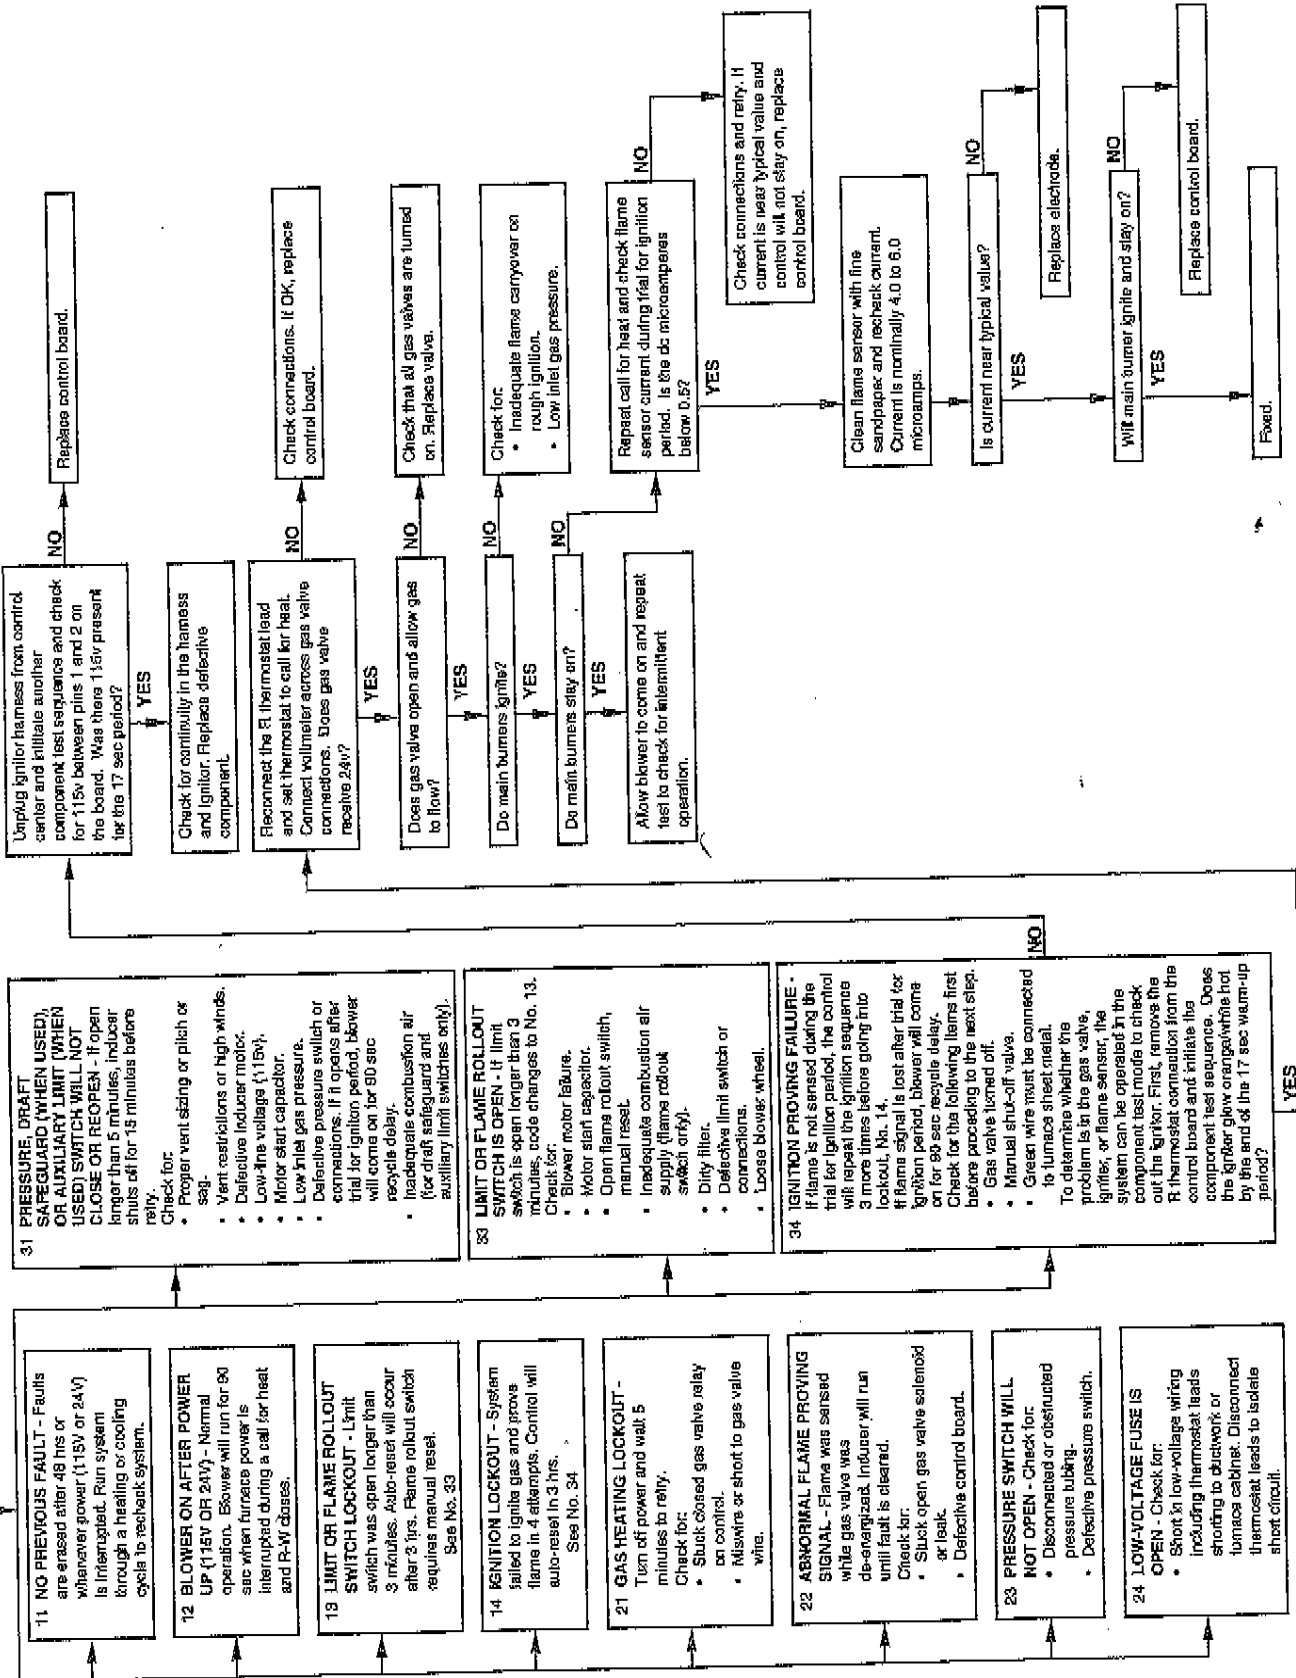 11 NO PREVIOUS FAULT - Faults
are erased after 48 hrs or
whenever power (115V or 24V)
is interrupted. Run system
through a heating or cooling
cycle to recheck system.
12 BLOWER ON AFTER POWER
UP (115V OR 24V) - Normal
operation. Blower will run for 90
sec when furnace power is
interrupted during a call for heat
and R-W closes.
13 LIMIT OR FLAME ROLLOUT
SWITCH LOCKOUT - Limit
switch was open longer than
3 minutes. Auto-reset will occur
after 3 hrs. Flame rollout switch
requires manual reset.
See No. 33
14 IGNITION LOCKOUT - System
failed to ignite gas and prove
flame in 4 attempts. Control will
auto-reset in 3 hrs.
See No. 34
21 GAS HEATING LOCKOUT -
Turn off power and wait 5
minutes to retry.
Check for:
• Stuck closed gas valve relay
on control.
• Miswire or short to gas valve
wire.
22 ABNORMAL FLAME PROVING
SIGNAL - Flame was sensed
while gas valve was
de-energized. Inducer will run
until fault is cleared.
Check for:
• Stuck open gas valve solenoid
or leak.
• Defective control board.
23 PRESSURE SWITCH WILL
NOT OPEN - Check for:
• Disconnected or obstructed
pressure tubing.
• Defective pressure switch.
24 LOW-VOLTAGE FUSE IS
OPEN - Check for:
• Short in low-voltage wiring
including thermostat leads
shorting to ductwork or
furnace cabinet. Disconnect
thermostat leads to isolate
short circuit.
31 PRESSURE, DRAFT
SAFEGUARD (WHEN USED),
OR AUXILIARY LIMIT (WHEN
USED) SWITCH WILL NOT
CLOSE OR REOPEN - If open
longer than 5 minutes, inducer
shuts off for 15 minutes before
retry.
Check for:
• Proper vent sizing or pitch or
sag.
• Vent restrictions or high winds.
• Defective inducer motor.
• Low-line voltage (115v).
• Motor start capacitor.
• Low inlet gas pressure.
• Defective pressure switch or
connections. If it opens after
trial for ignition period, blower
will come on for 90 sec
recycle delay.
• Inadequate combustion air
(for draft safeguard and
auxiliary limit switches only).
33 LIMIT OR FLAME ROLLOUT
SWITCH IS OPEN - If limit
switch is open longer than 3
minutes, code changes to No. 13.
Check for:
• Blower motor failure.
• Motor start capacitor.
• Open flame rollout switch,
manual reset.
• Inadequate combustion air
supply (flame rollout
switch only).
• Dirty filter.
• Defective limit switch or
connections.
• Loose blower wheel.
34 IGNITION PROVING FAILURE -
If flame is not sensed during the
trial for ignition period, the control
will repeat the ignition sequence
3 more times before going into
lockout, No. 14.
If flame signal is lost after trial for
ignition period, blower will come
on for 90 sec recycle delay.
Check for the following items first
before proceeding to the next step.
• Gas valve turned off.
• Manual shut-off valve.
• Green wire must be connected
to furnace sheet metal.
To determine whether the
problem is in the gas valve,
igniter, or flame sensor, the
system can be operated in the
component test mode to check
out the ignitor. First, remove the
R thermostat connection from the
control board and initiate the
component test sequence. Does
the igniter glow orange/white hot
by the end of the 17 sec warm-up
period?
NO
YES
Unplug ignitor harness from control
center and intitiate another
component test sequence and check
for 115v between pins 1 and 2 on
the board. Was there 115v present
for the 17 sec period?
NO
Replace control board.
YES
Check for continuity in the harness
and ignitor. Replace defective
component.
Reconnect the R thermostat lead
and set thermostat to call for heat.
Connect voltmeter across gas valve
connections. Does gas valve
receive 24v?
NO
Check connections. If OK, replace
control board.
YES
Does gas valve open and allow gas
to flow?
NO
Check that all gas valves are turned
on. Replace valve.
YES
Do main burners ignite?
NO
Check for:
• Inadequate flame carryover on
rough ignition.
• Low inlet gas pressure.
YES
Do main burners stay on?
NO
Repeat call for heat and check flame
sensor current during trial for ignition
period. Is the dc microamperes
below 0.5?
YES
Allow blower to come on and repeat
test to check for intermittent
operation.
NO
Check connections and retry. If
current is near typical value and
control will not stay on, replace
control board.
YES
Clean flame sensor with fine
sandpaper and recheck current.
Current is nominally 4.0 to 6.0
microamps.
Is current near typical value?
NO
Replace electrode.
YES
Will main burner ignite and stay on?
NO
Replace control board.
YES
Fixed.